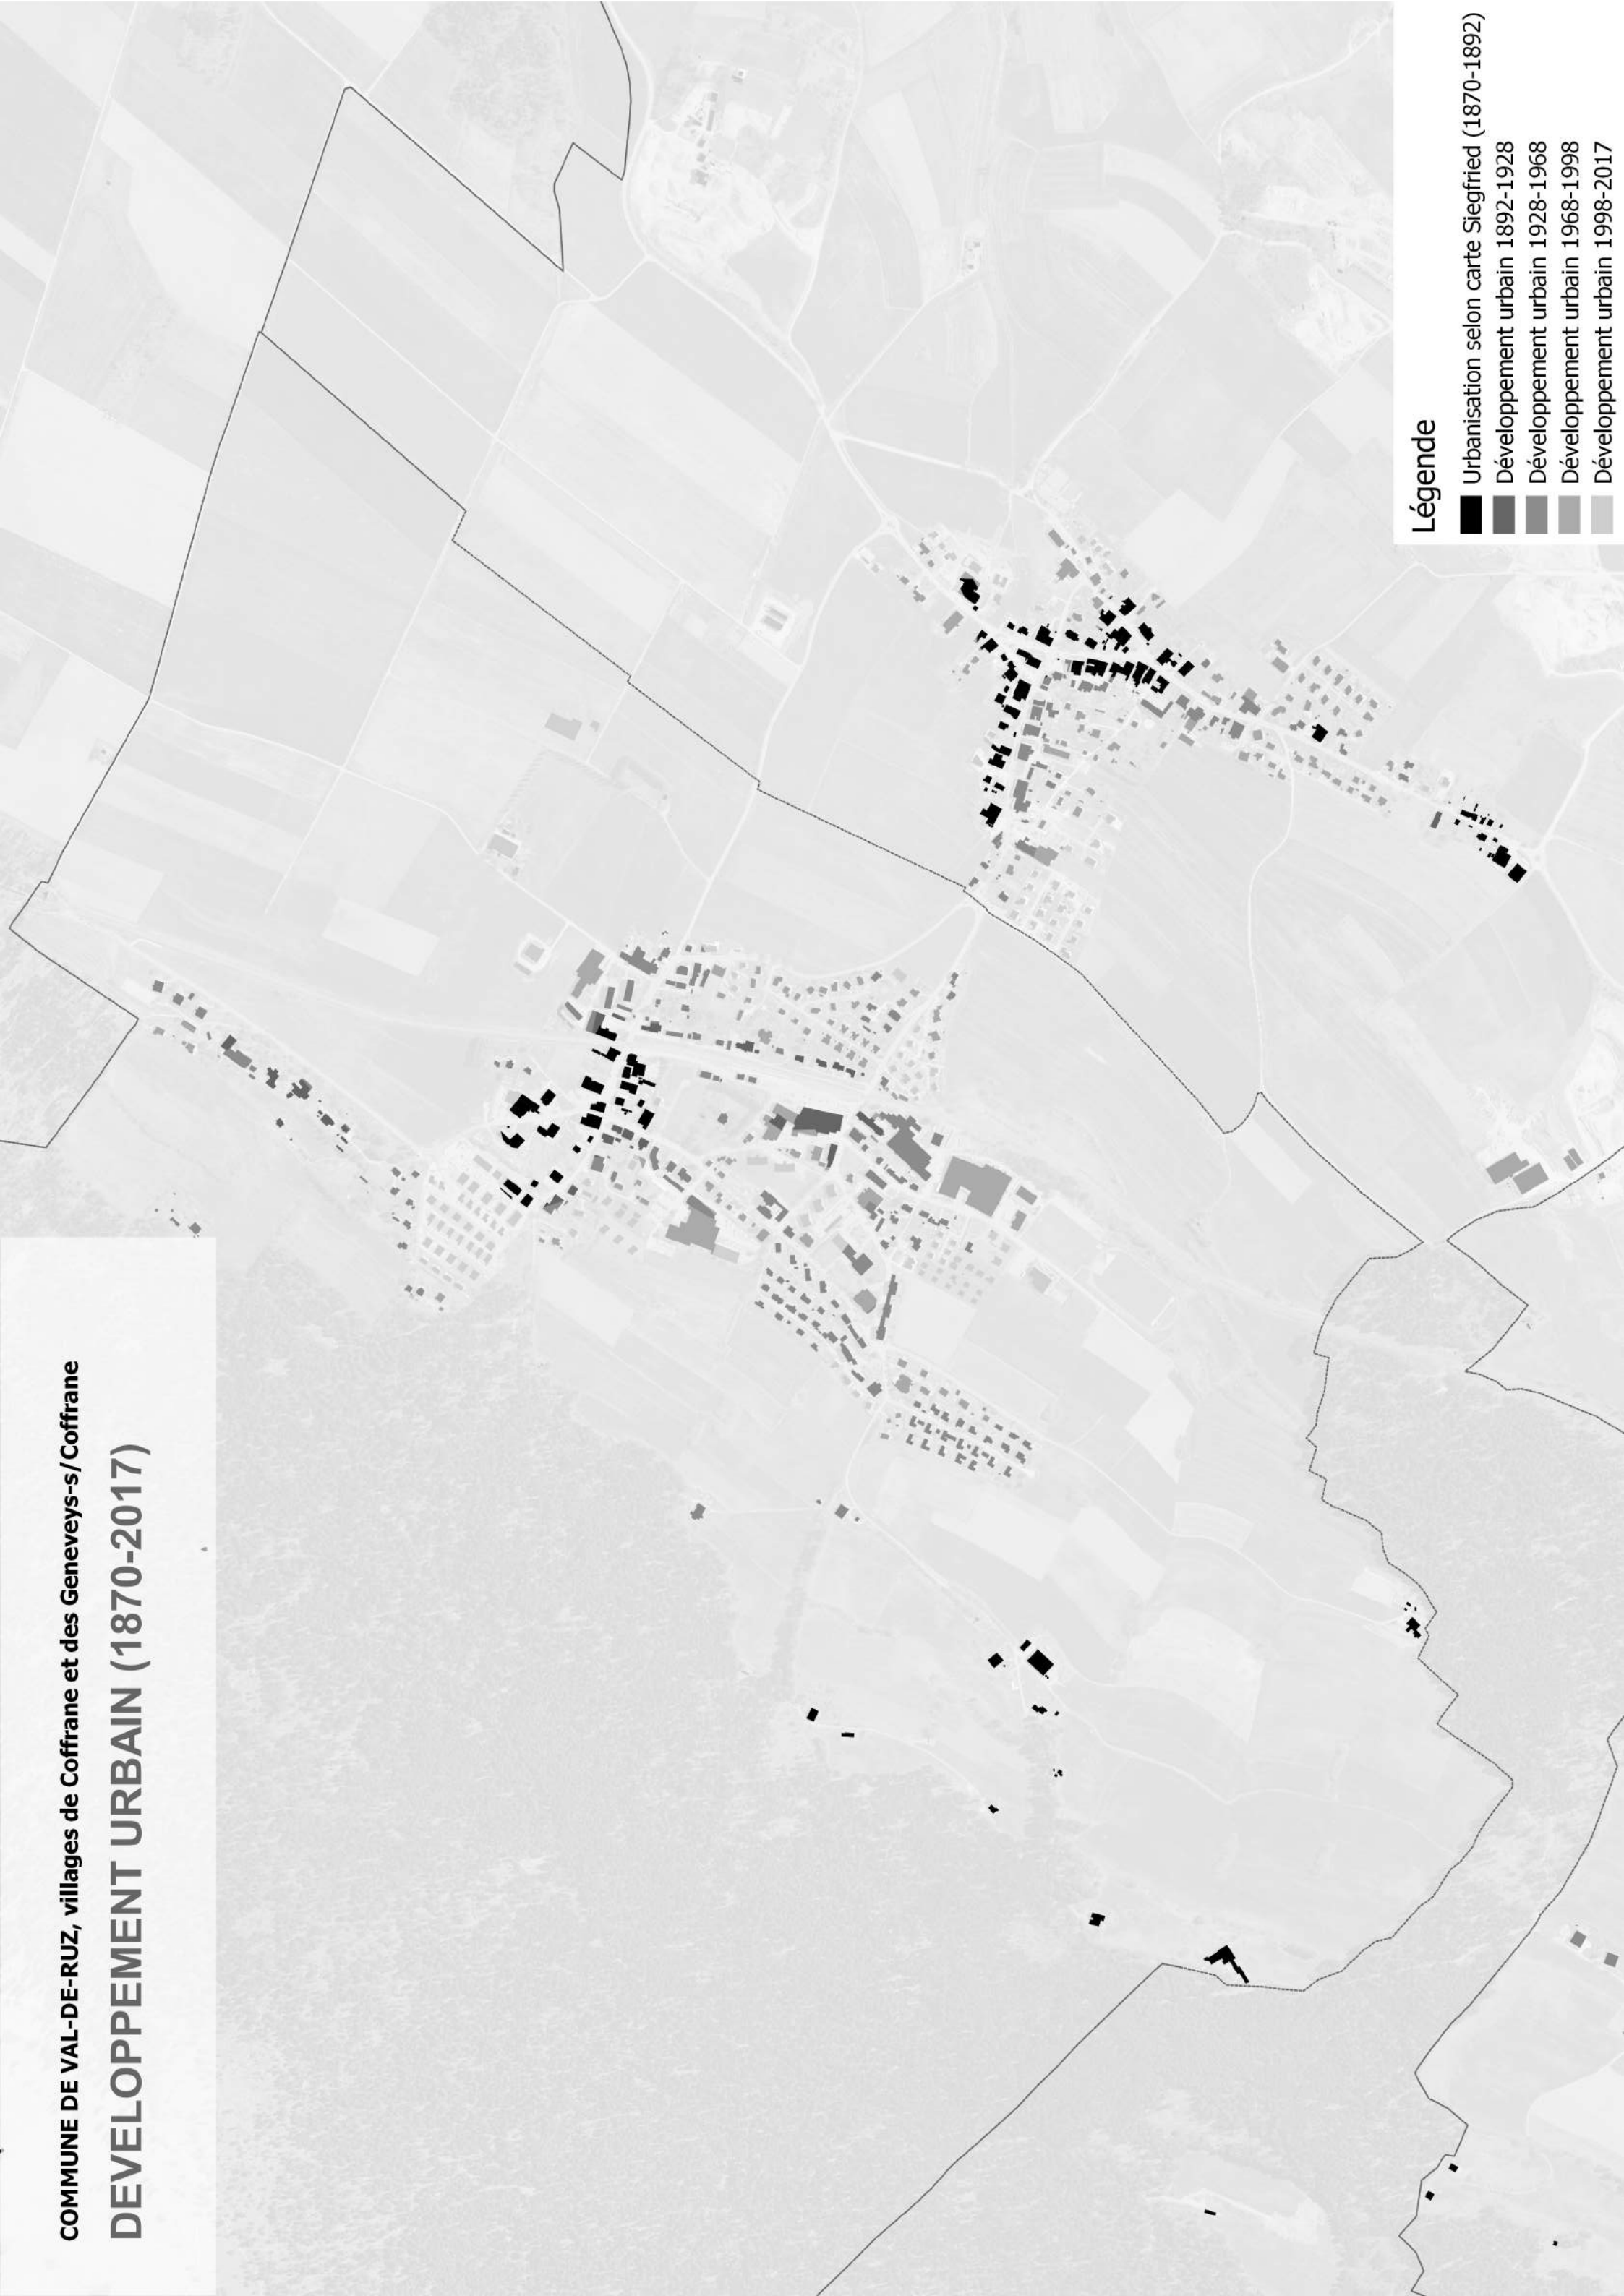 COMMUNE DE VAL-DE-RUZ, villages de Coffrane et des Geneveys-s/Coffrane
DEVELOPPEMENT URBAIN (1870-2017)
Légende
Urbanisation selon carte Siegfried (1870-1892)
Développement urbain 1892-1928
Développement urbain 1928-1968
Développement urbain 1968-1998
Développement urbain 1998-2017